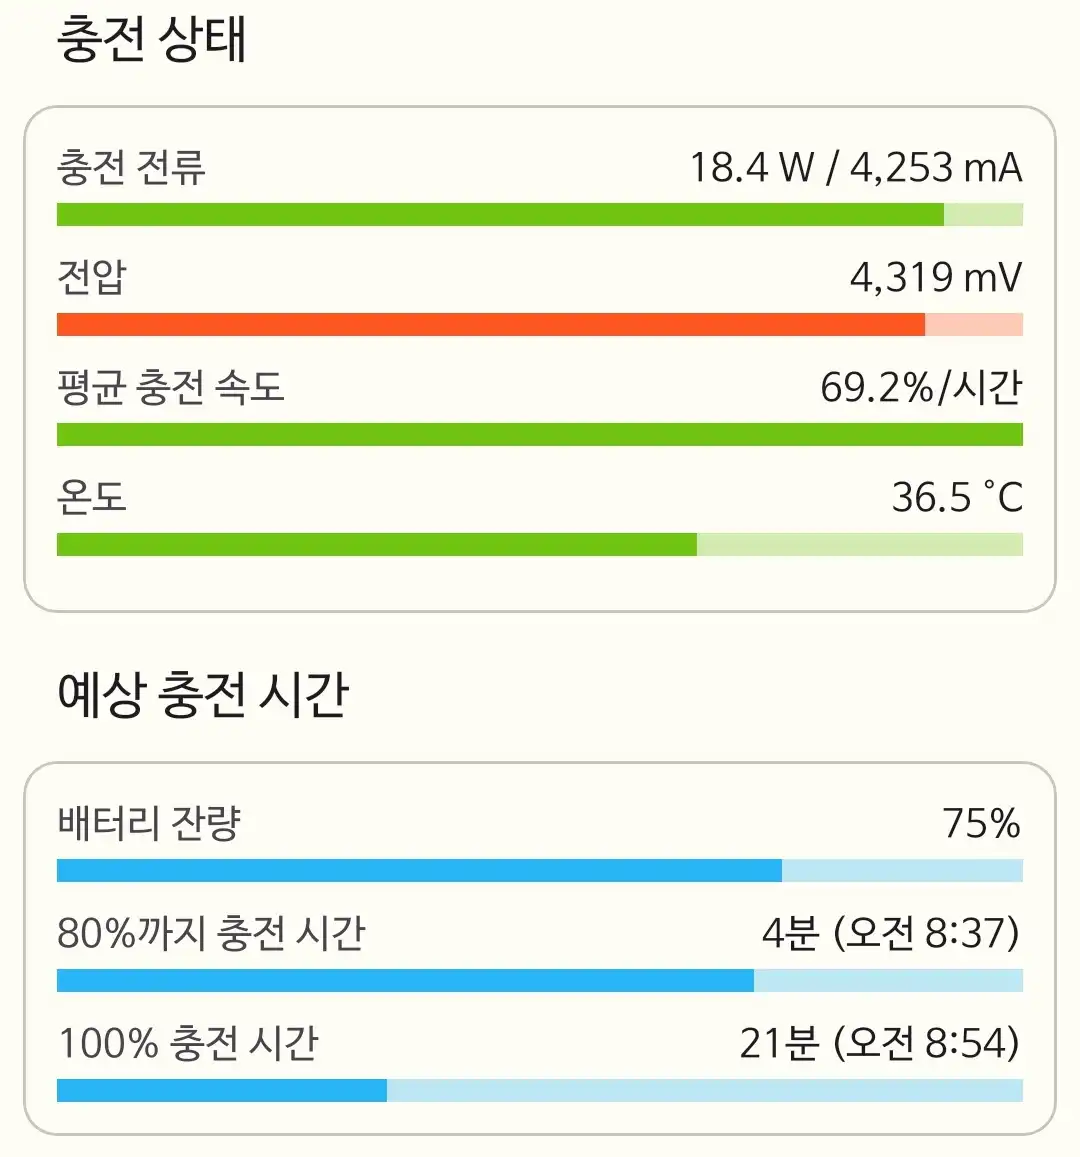 충전 상태
충전 전류 18.4 W / 4,253 mA
전압 4,319 mV
평균 충전 속도 69.2%/시간
온도 36.5 °C
예상 충전 시간
배터리 잔량 75%
80%까지 충전 시간 4분 (오전 8:37)
100% 충전 시간 21분 (오전 8:54)